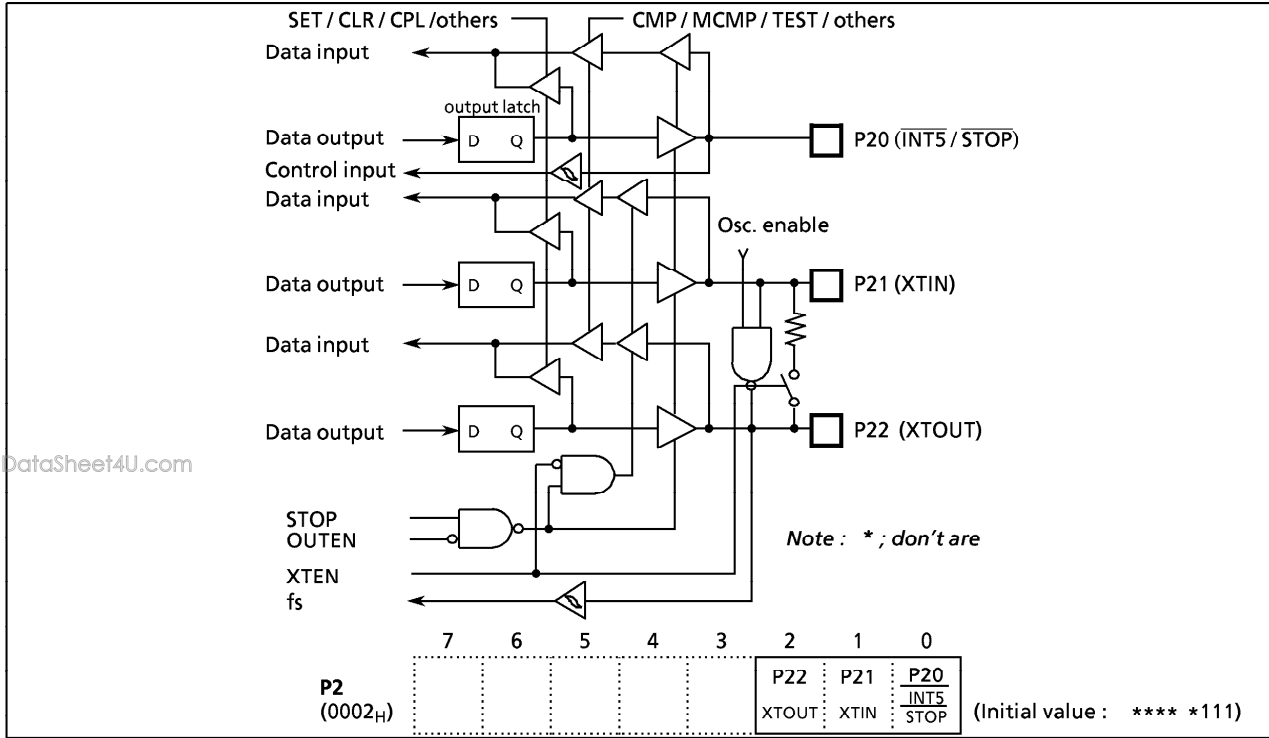 SET / CLR / CPL /others
CMP / MCMP / TEST / others
Data input
output latch
Data output
D Q
P20 (INT5 / STOP)
Control input
Data input
Osc. enable
Data output
D Q
P21 (XTIN)
Data input
Data output
D Q
P22 (XTOUT)
DataSheet4U.com
STOP
OUTEN
Note : * ; don't are
XTEN
fs
7 6 5 4 3 2 1 0
P2
(0002H)
P22 P21 P20
XTOUT XTIN INT5
STOP
(Initial value : **** *111)